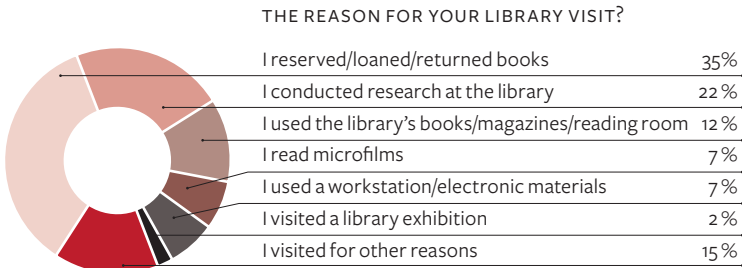 THE REASON FOR YOUR LIBRARY VISIT?
I reserved/loaned/returned books 35%
I conducted research at the library 22 %
I used the library's books/magazines/reading room 12 %
I read microfilms 7 %
I used a workstation/electronic materials 7 %
I visited a library exhibition 2 %
I visited for other reasons 15 %